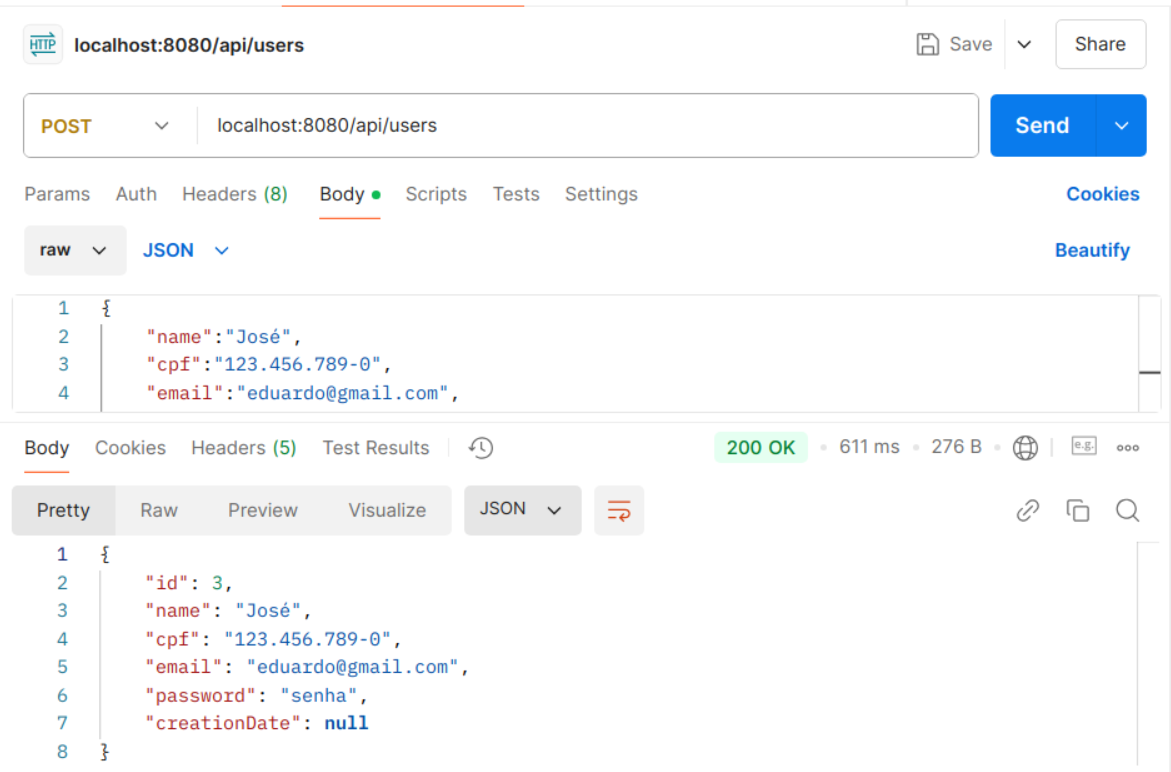 HTTP localhost:8080/api/users Save Share
POST localhost:8080/api/users Send
Params Auth Headers (8) Body Scripts Tests Settings Cookies
raw JSON Beautify
1 {
2 "name":"José",
3 "cpf":"123.456.789-0",
4 "email":"eduardo@gmail.com",
Body Cookies Headers (5) Test Results 200 OK 611 ms 276 B e.g.
Pretty Raw Preview Visualize JSON
1 {
2 "id": 3,
3 "name": "José",
4 "cpf": "123.456.789-0",
5 "email": "eduardo@gmail.com",
6 "password": "senha",
7 "creationDate": null
8 }